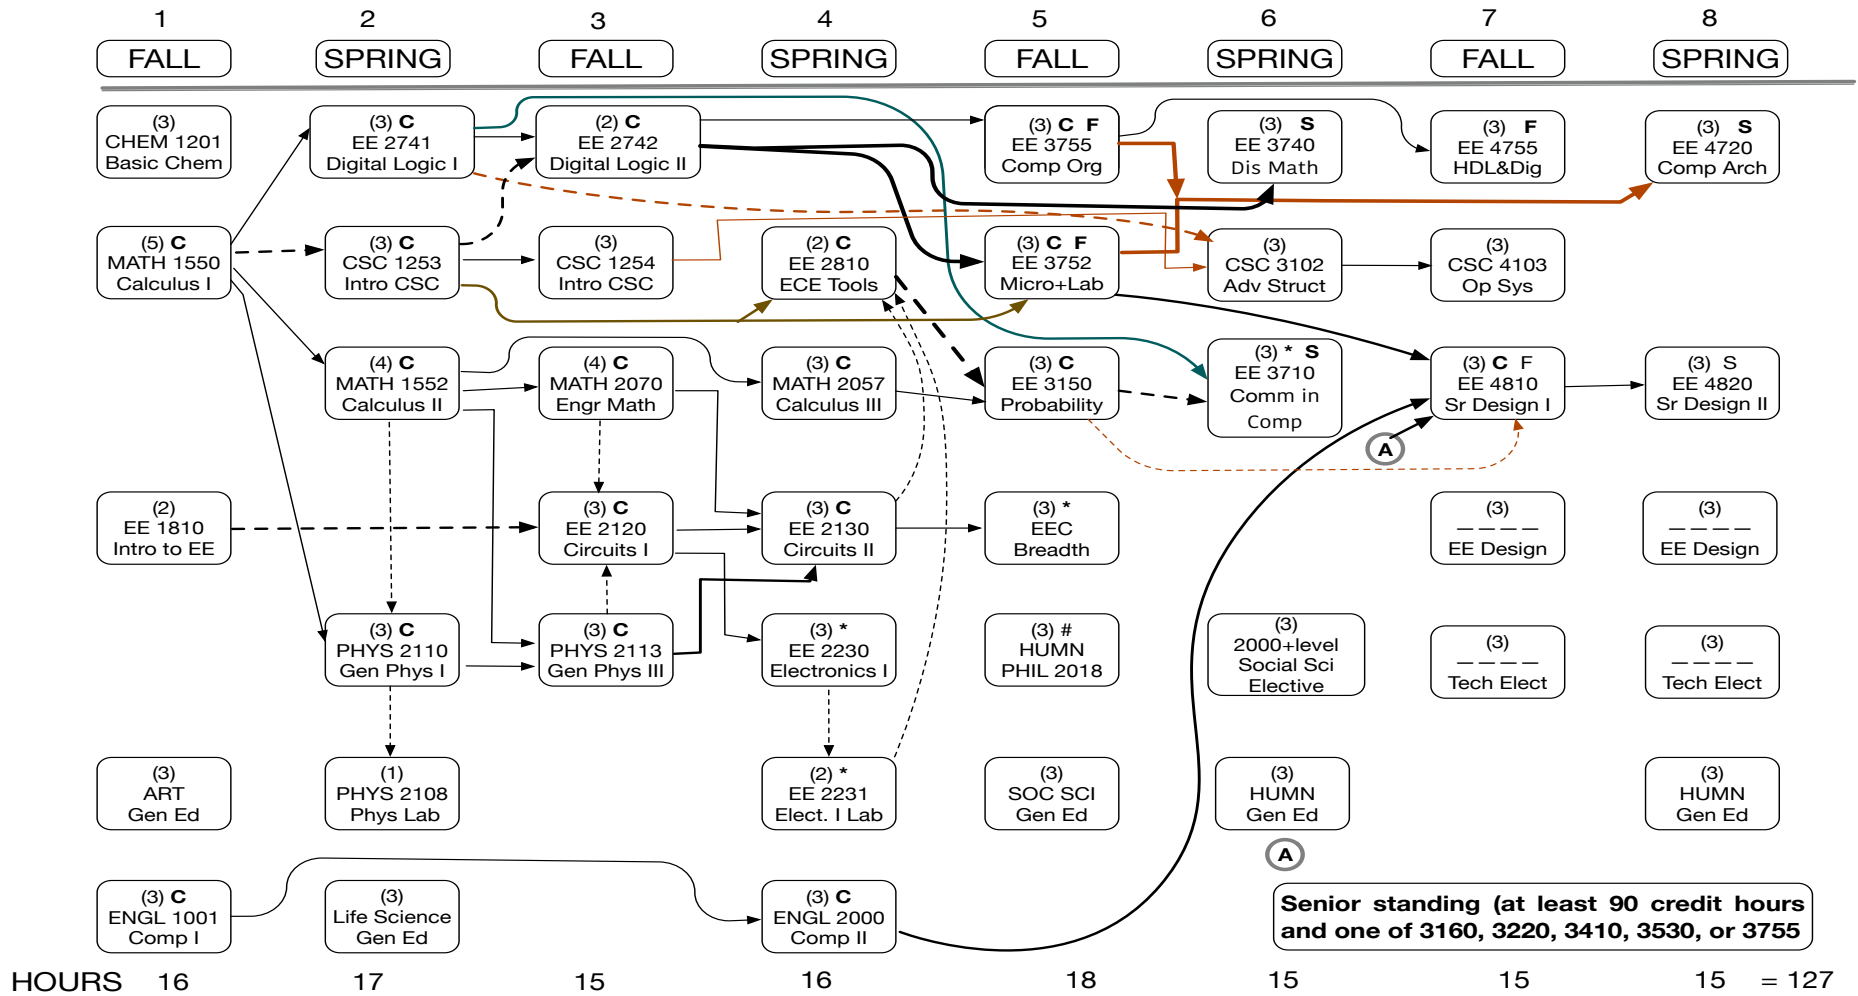 1 2 3 4 5 6 7 8
FALL SPRING FALL SPRING FALL SPRING FALL SPRING
(3)
CHEM 1201
Basic Chem
(3) C
EE 2741
Digital Logic I
(2) C
EE 2742
Digital Logic II
(3) C F
EE 3755
Comp Org
(3) S
EE 3740
Dis Math
(3) F
EE 4755
HDL&Dig
(3) S
EE 4720
Comp Arch
(5) C
MATH 1550
Calculus I
(3) C
CSC 1253
Intro CSC
(3)
CSC 1254
Intro CSC
(2) C
EE 2810
ECE Tools
(3) C F
EE 3752
Micro+Lab
(3)
CSC 3102
Adv Struct
(3)
CSC 4103
Op Sys
(4) C
MATH 1552
Calculus II
(4) C
MATH 2070
Engr Math
(3) C
MATH 2057
Calculus III
(3) C
EE 3150
Probability
(3) * S
EE 3710
Comm in
Comp
(3) C F
EE 4810
Sr Design I
(3) S
EE 4820
Sr Design II
A
(2)
EE 1810
Intro to EE
(3) C
EE 2120
Circuits I
(3) C
EE 2130
Circuits II
(3) *
EEC
Breadth
(3)
_ _ _ _
EE Design
(3)
_ _ _ _
EE Design
(3) C
PHYS 2110
Gen Phys I
(3) C
PHYS 2113
Gen Phys III
(3) *
EE 2230
Electronics I
(3) #
HUMN
PHIL 2018
(3)
2000+level
Social Sci
Elective
(3)
_ _ _ _
Tech Elect
(3)
_ _ _ _
Tech Elect
(3)
ART
Gen Ed
(1)
PHYS 2108
Phys Lab
(2) *
EE 2231
Elect. I Lab
(3)
SOC SCI
Gen Ed
(3)
HUMN
Gen Ed
(3)
HUMN
Gen Ed
A
(3) C
ENGL 1001
Comp I
(3)
Life Science
Gen Ed
(3) C
ENGL 2000
Comp II
Senior standing (at least 90 credit hours
and one of 3160, 3220, 3410, 3530, or 3755
HOURS 16 17 15 16 18 15 15 15 = 127